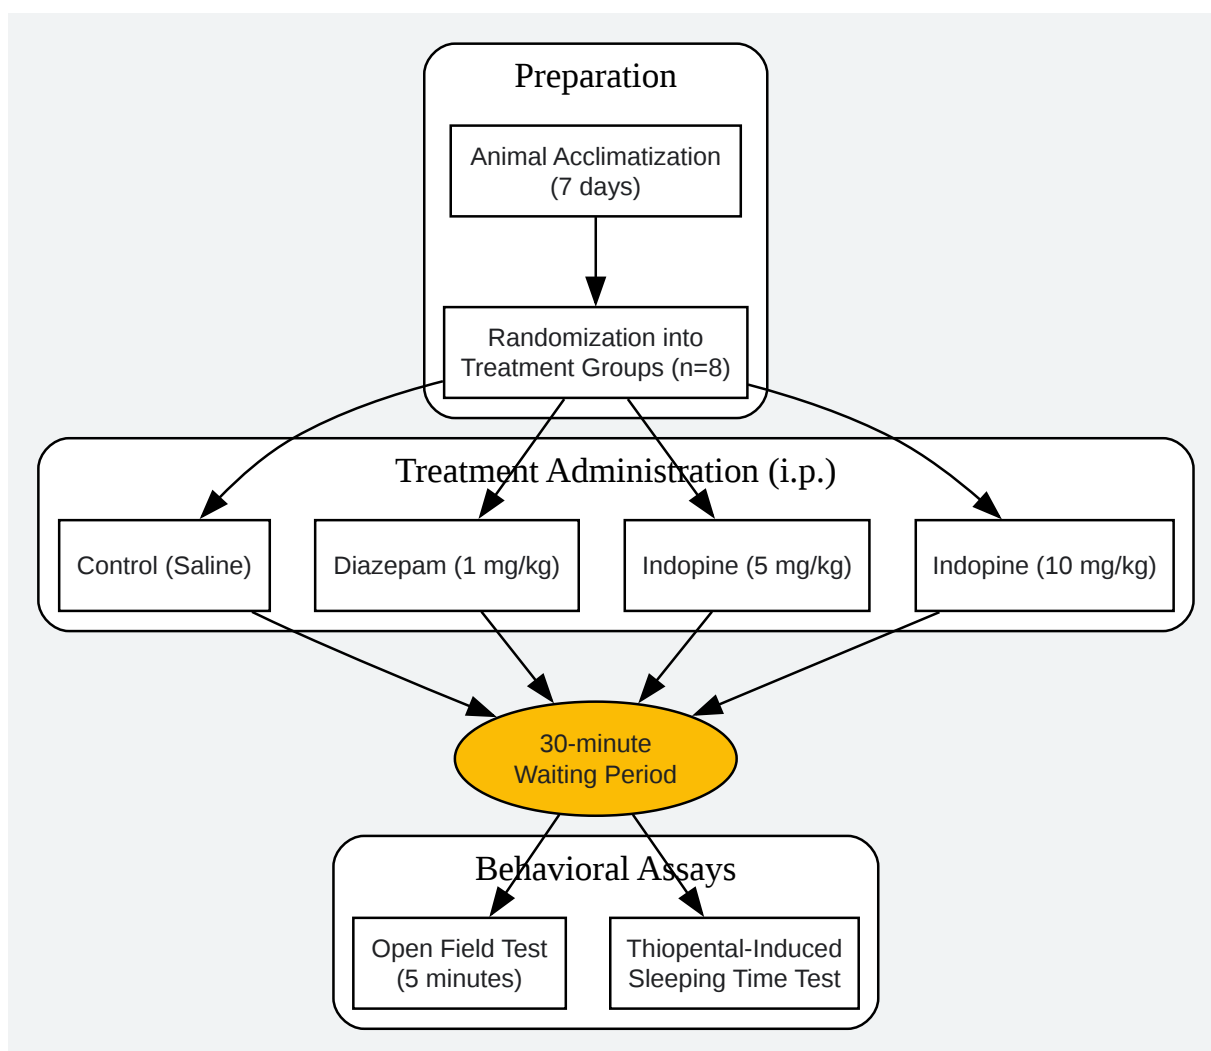 Preparation
Animal Acclimatization
(7 days)
Randomization into
Treatment Groups (n=8)
Treatment Administration (i.p.)
Control (Saline)
Diazepam (1 mg/kg)
Indopine (5 mg/kg)
Indopine (10 mg/kg)
30-minute
Waiting Period
Behavioral Assays
Open Field Test
(5 minutes)
Thiopental-Induced
Sleeping Time Test